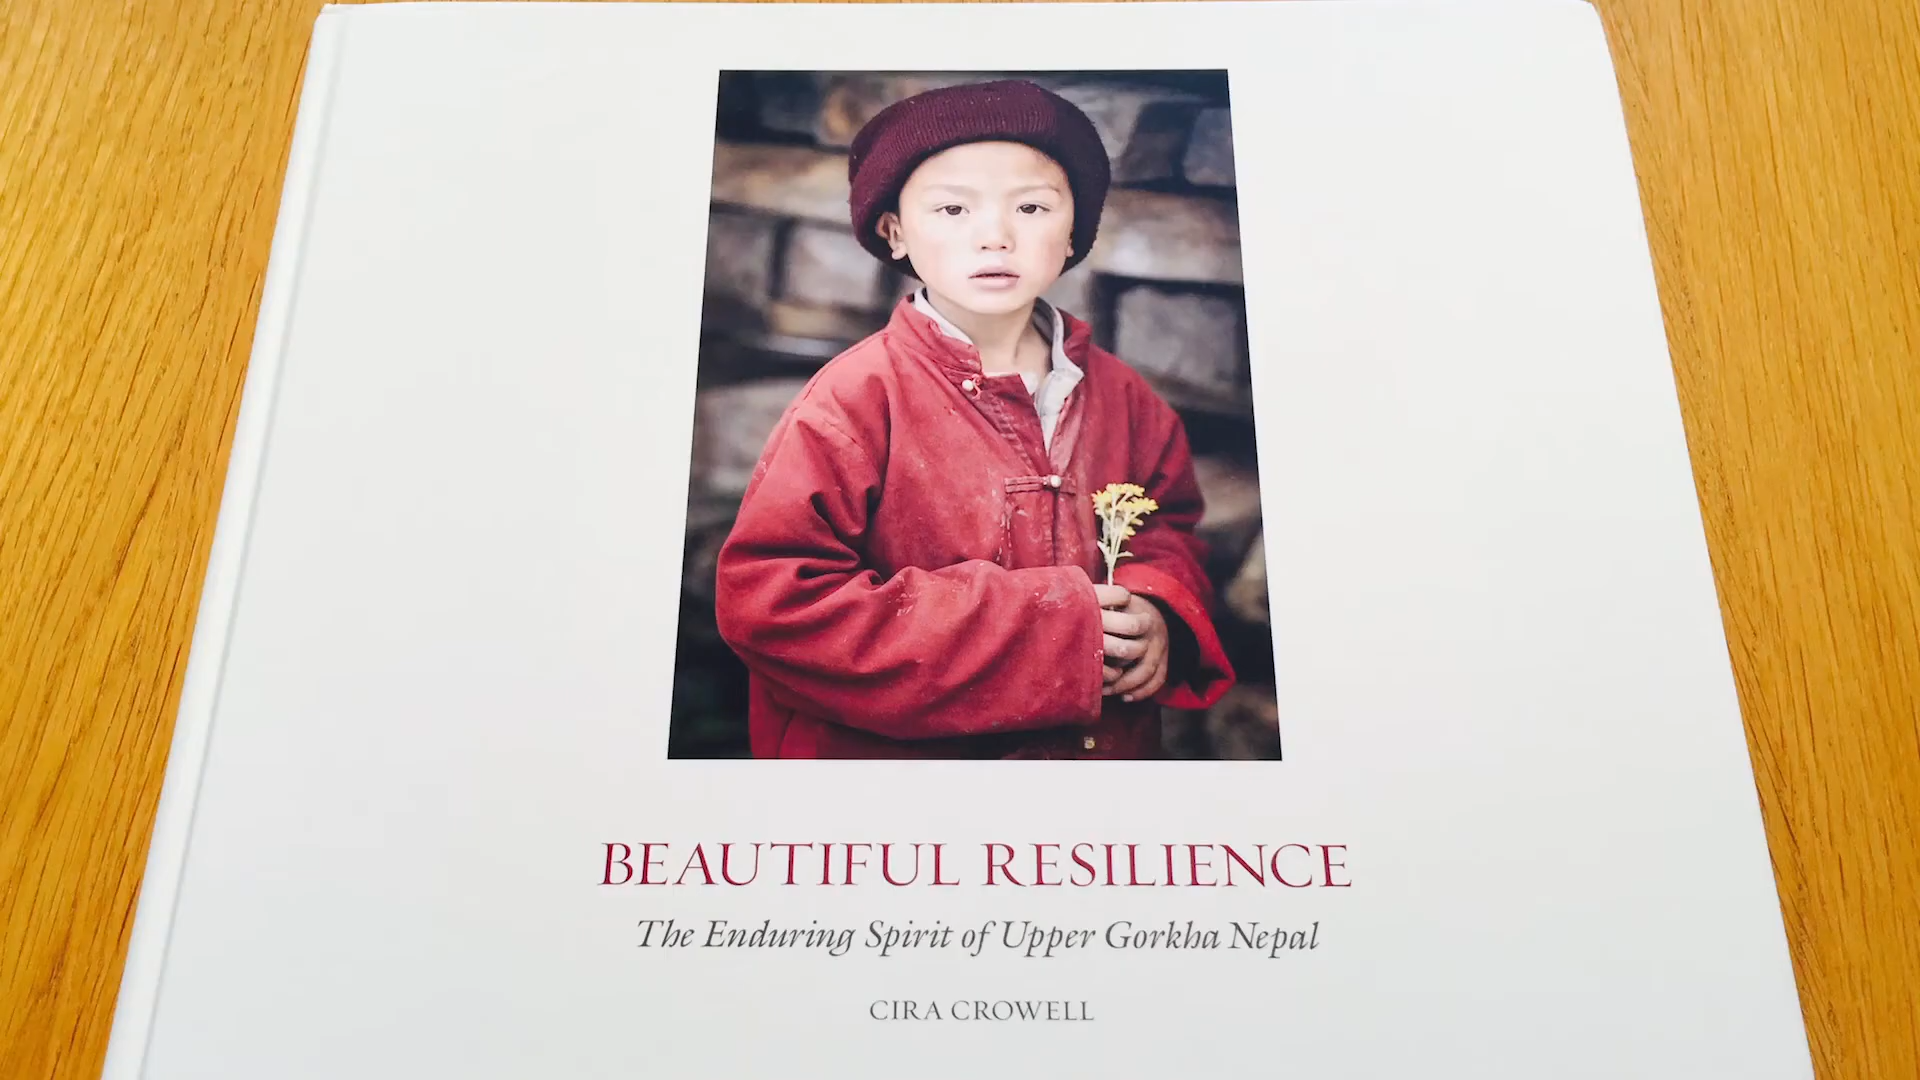 BEAUTIFUL RESILIENCE
The Enduring Spirit of Upper Gorkha Nepal
CIRA CROWELL